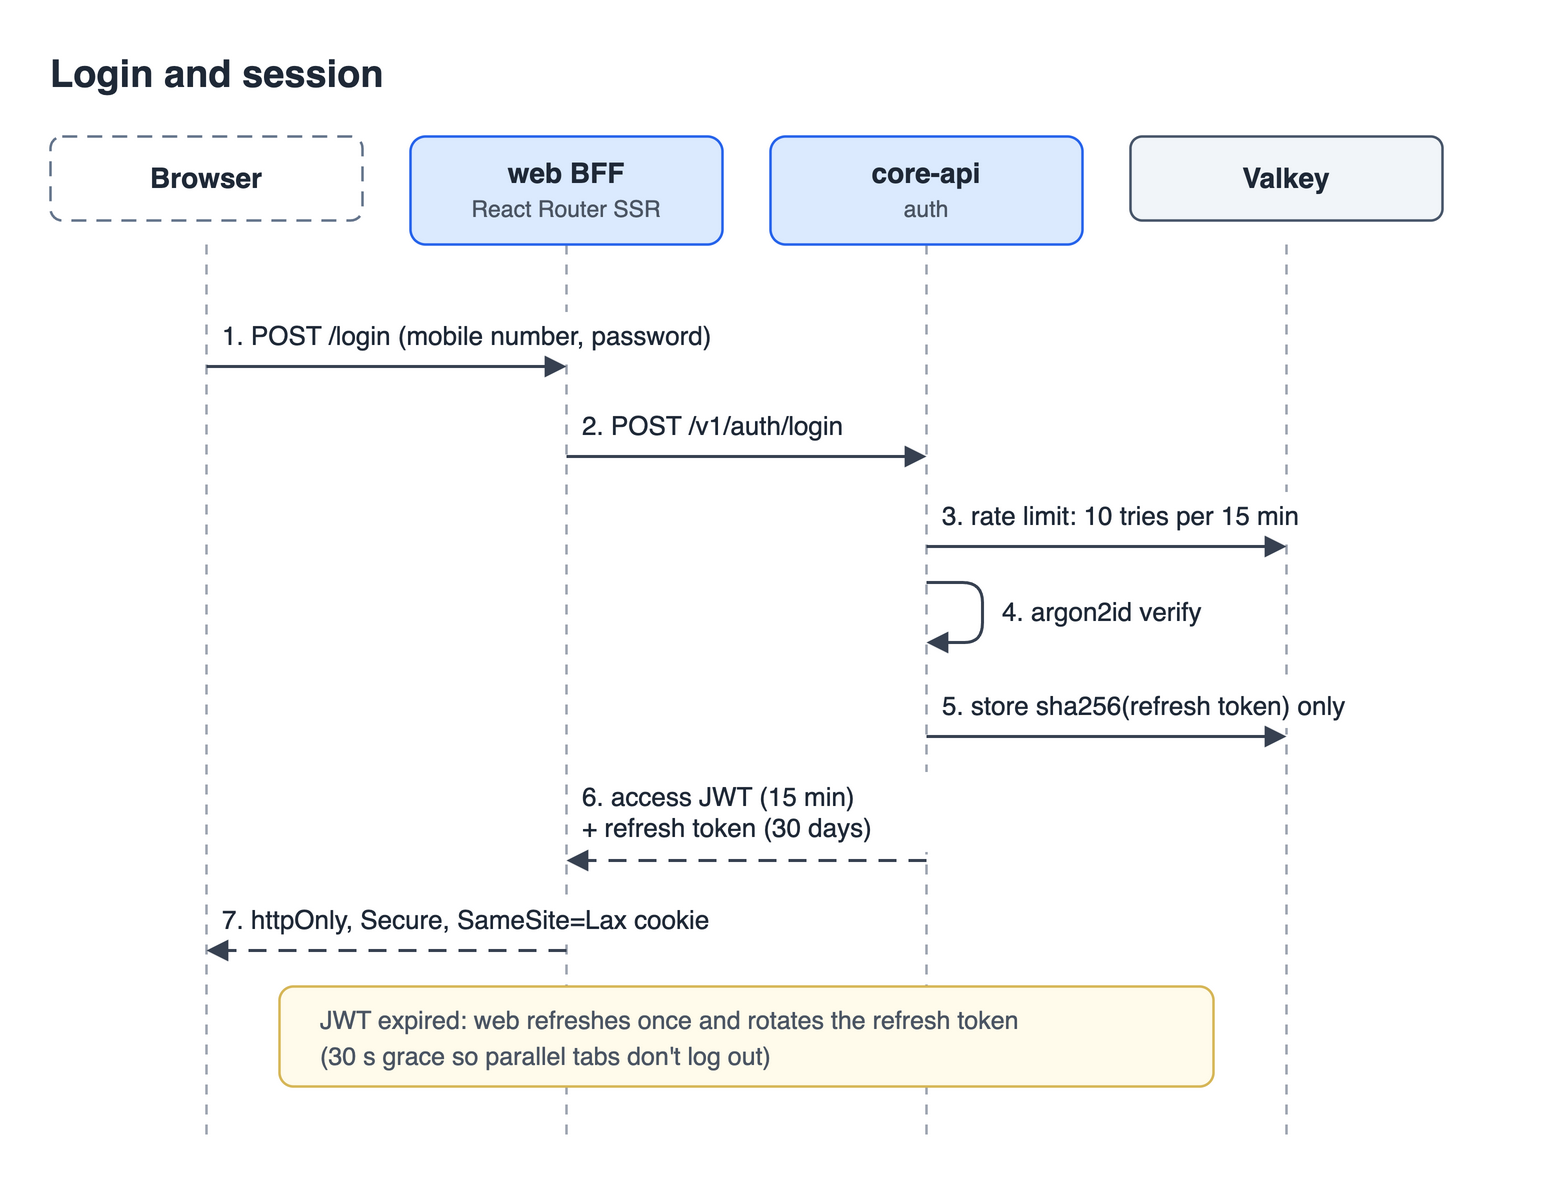 Login and session
Browser
web BFF
React Router SSR
core-api
auth
Valkey
1. POST /login (mobile number, password)
2. POST /v1/auth/login
3. rate limit: 10 tries per 15 min
4. argon2id verify
5. store sha256(refresh token) only
6. access JWT (15 min)
+ refresh token (30 days)
7. httpOnly, Secure, SameSite=Lax cookie
JWT expired: web refreshes once and rotates the refresh token
(30 s grace so parallel tabs don't log out)